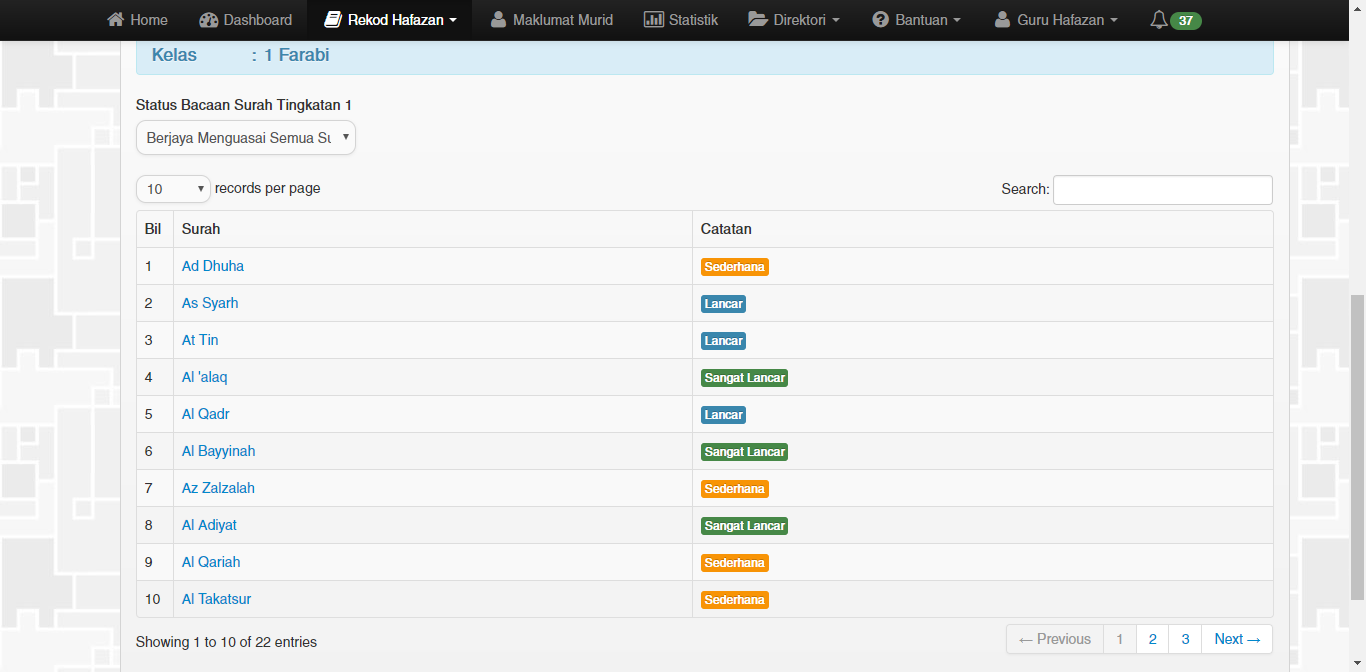 Home Dashboard Rekod Hafazan Maklumat Murid Statistik Direktori Bantuan Guru Hafazan 37
Kelas : 1 Farabi
Status Bacaan Surah Tingkatan 1
Berjaya Menguasai Semua Su
10 records per page Search:
Bil Surah Catatan
1 Ad Dhuha Sederhana
2 As Syarh Lancar
3 At Tin Lancar
4 Al 'alaq Sangat Lancar
5 Al Qadr Lancar
6 Al Bayyinah Sangat Lancar
7 Az Zalzalah Sederhana
8 Al Adiyat Sangat Lancar
9 Al Qariah Sederhana
10 Al Takatsur Sederhana
Showing 1 to 10 of 22 entries ← Previous 1 2 3 Next →